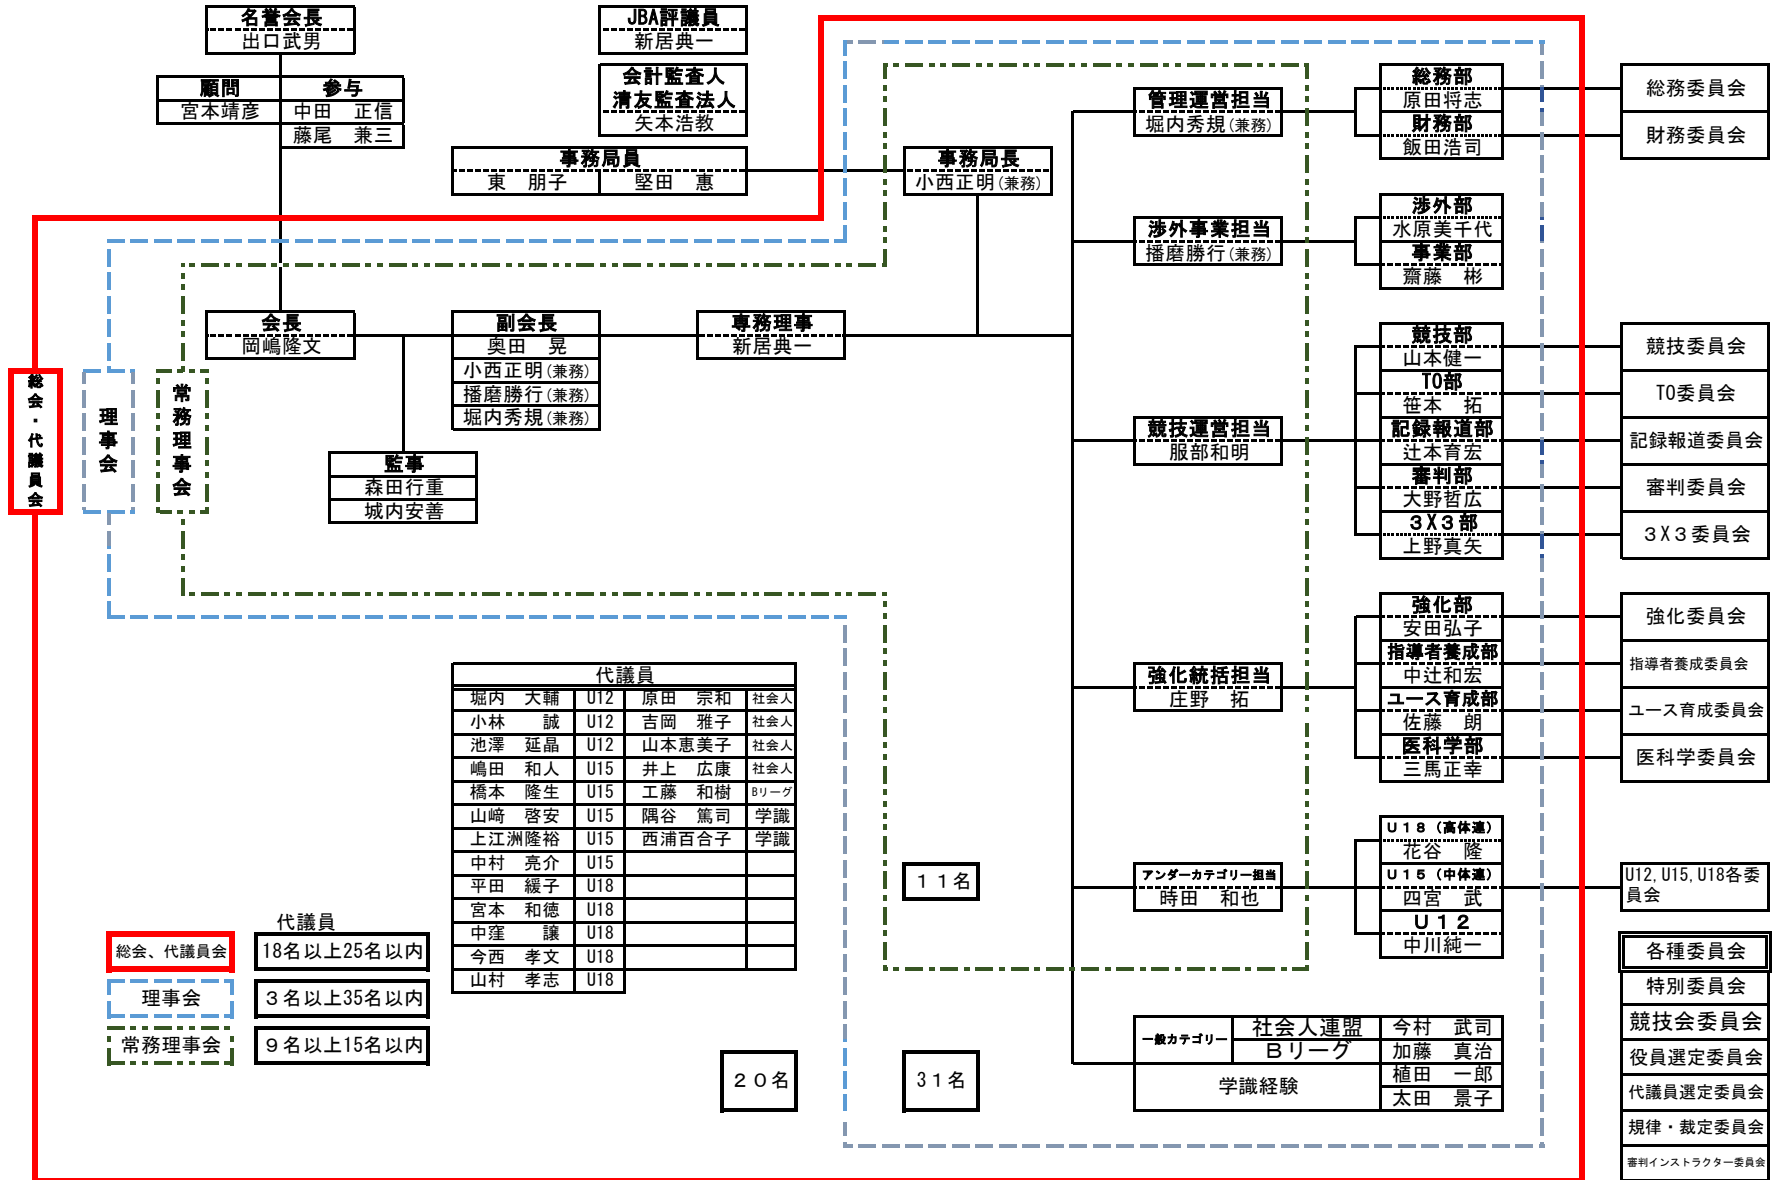 名誉会長
出口武男
JBA評議員
新居典一
顧問
宮本靖彦
参与
中田　正信
藤尾　兼三
会計監査人
清友監査法人
矢本浩教
事務局員
東　朋子
堅田　惠
事務局長
小西正明(兼務)
管理運営担当
堀内秀規(兼務)
総務部
原田将志
財務部
飯田浩司
総務委員会
財務委員会
渉外事業担当
播磨勝行(兼務)
渉外部
水原美千代
事業部
齋藤　彬
会長
岡嶋隆文
副会長
奥田　晃
小西正明(兼務)
播磨勝行(兼務)
堀内秀規(兼務)
専務理事
新居典一
監事
森田行重
城内安善
総会・代議員会
理事会
常務理事会
競技運営担当
服部和明
競技部
山本健一
TO部
笹本　拓
記録報道部
辻本育宏
審判部
大野哲広
３X３部
上野真矢
競技委員会
TO委員会
記録報道委員会
審判委員会
３X３委員会
強化統括担当
庄野　拓
強化部
安田弘子
指導者養成部
中辻和宏
ユース育成部
佐藤　朗
医科学部
三馬正幸
強化委員会
指導者養成委員会
ユース育成委員会
医科学委員会
代議員
堀内　大輔 U12 原田　宗和 社会人
小林　　誠 U12 吉岡　雅子 社会人
池澤　延晶 U12 山本恵美子 社会人
嶋田　和人 U15 井上　広康 社会人
橋本　隆生 U15 工藤　和樹 Bリーグ
山﨑　啓安 U15 隅谷　篤司 学識
上江洲隆裕 U15 西浦百合子 学識
中村　亮介 U15
平田　緩子 U18
宮本　和徳 U18
中窪　　讓 U18
今西　孝文 U18
山村　孝志 U18
１１名
アンダーカテゴリー担当
時田　和也
Ｕ１８（高体連）
花谷　隆
Ｕ１５（中体連）
四宮　武
Ｕ１２
中川純一
U12,U15,U18各委
員会
代議員
総会、代議員会 18名以上25名以内
理事会 ３名以上35名以内
常務理事会 ９名以上15名以内
２０名
31名
一般カテゴリー
社会人連盟 今村　武司
Ｂリーグ 加藤　真治
学識経験
植田　一郎
太田　景子
各種委員会
特別委員会
競技会委員会
役員選定委員会
代議員選定委員会
規律・裁定委員会
審判インストラクター委員会